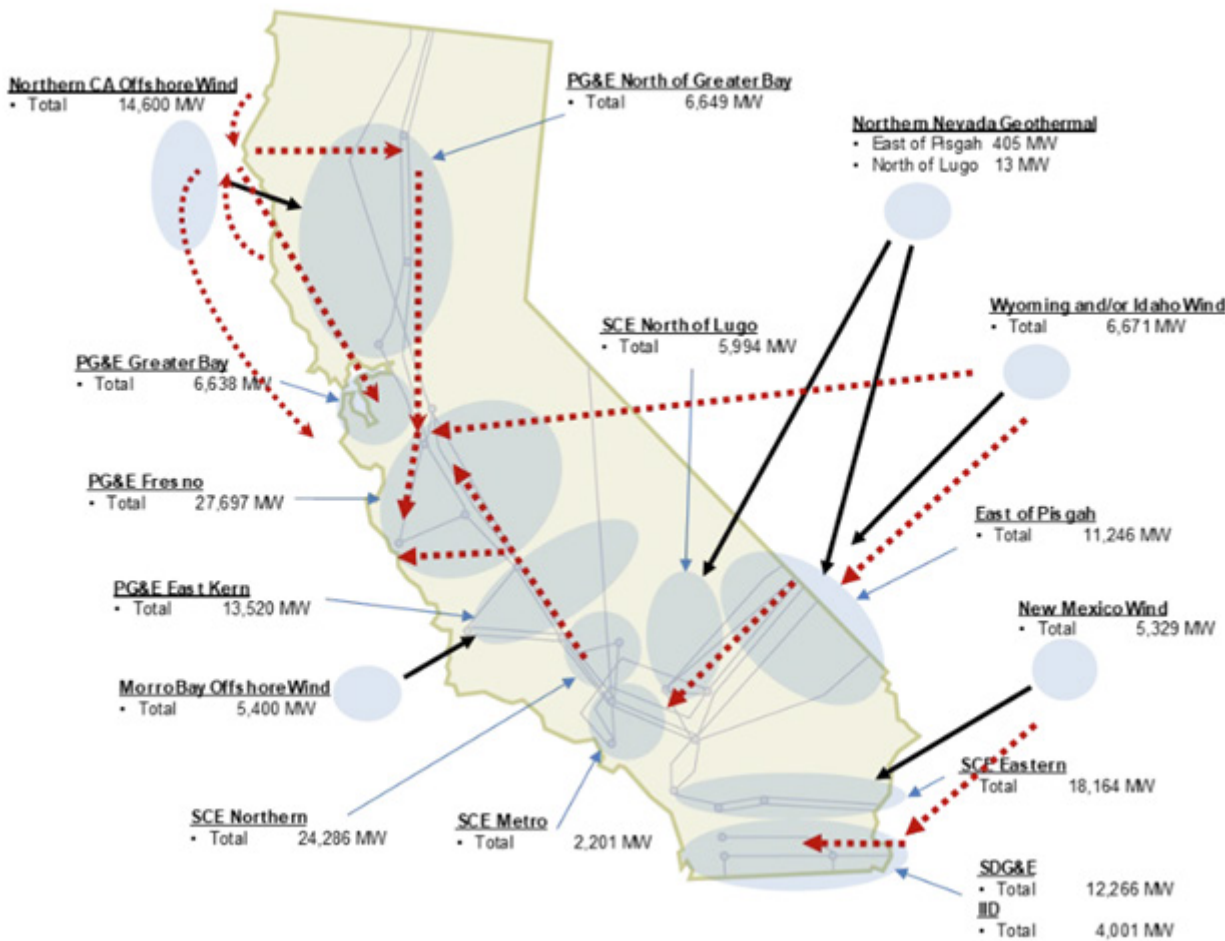 Northern CA Offshore Wind
• Total 14,600 MW
PG&E North of Greater Bay
• Total 6,649 MW
Northern Nevada Geothermal
• East of Pisgah 405 MW
• North of Lugo 13 MW
Wyoming and/or Idaho Wind
• Total 6,671 MW
SCE North of Lugo
• Total 5,994 MW
PG&E Greater Bay
• Total 6,638 MW
PG&E Fresno
• Total 27,697 MW
East of Pisgah
• Total 11,246 MW
PG&E East Kern
• Total 13,520 MW
New Mexico Wind
• Total 5,329 MW
Morro Bay Offshore Wind
• Total 5,400 MW
SCE Eastern
Total 18,164 MW
SCE Northern
• Total 24,286 MW
SCE Metro
• Total 2,201 MW
SDG&E
• Total 12,266 MW
IID
• Total 4,001 MW